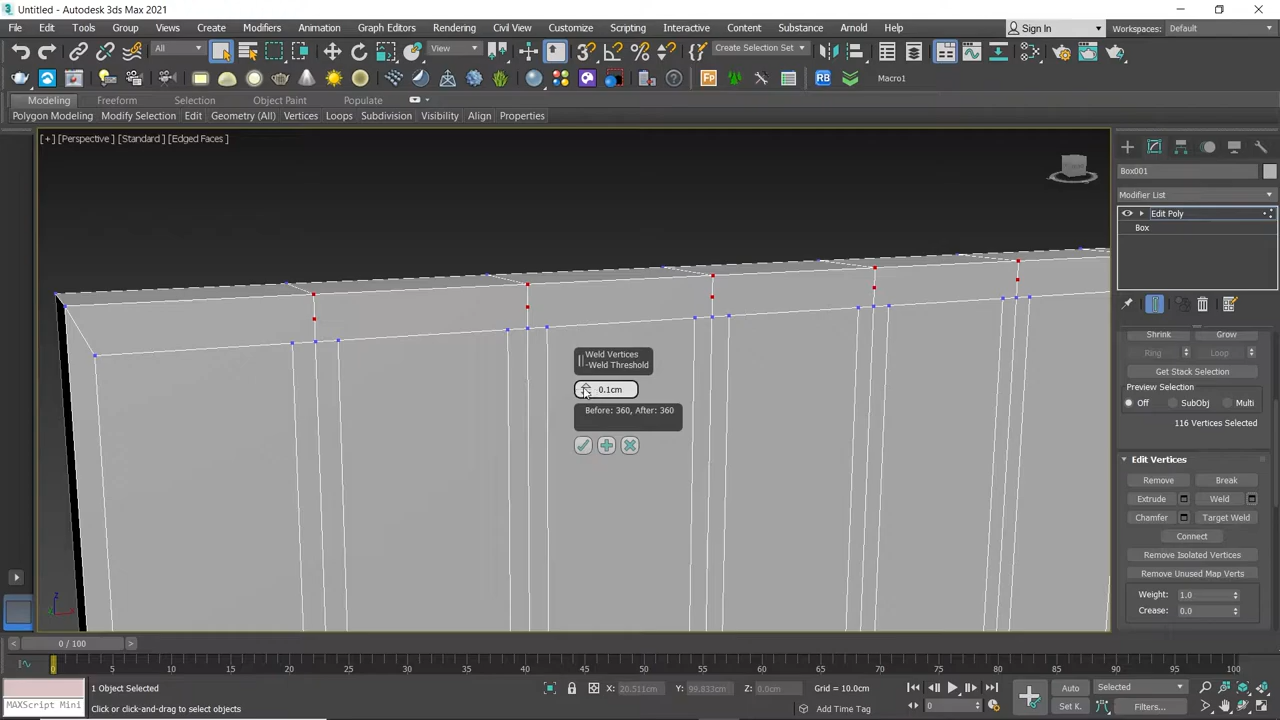 Untitled - Autodesk 3ds Max 2021
File Edit Tools Group Views Create Modifiers Animation Graph Editors Rendering Civil View Customize Scripting Interactive Content Substance Arnold Help Sign In Workspaces: Default
All View Create Selection Set
Fp RB Macro1
Modeling Freeform Selection Object Paint Populate
Polygon Modeling Modify Selection Edit Geometry (All) Vertices Loops Subdivision Visibility Align Properties
[+] [Perspective ] [Standard ] [Edged Faces ]
Box001
Modifier List
Edit Poly
Box
Shrink Grow
Ring Loop
Get Stack Selection
Preview Selection
Off SubObj Multi
116 Vertices Selected
Edit Vertices
Remove Break
Extrude Weld
Chamfer Target Weld
Connect
Remove Isolated Vertices
Remove Unused Map Verts
Weight: 1.0
Crease: 0.0
Weld Vertices
-Weld Threshold
0.1cm
Before: 360, After: 360
z
0 / 100
0 5 10 15 20 25 30 35 40 45 50 55 60 65 70 75 80 85 90 95 100
1 Object Selected X: 20.511cm Y: 99.833cm Z: 0.0cm Grid = 10.0cm Auto Selected
MAXScript Mini Click or click-and-drag to select objects Add Time Tag 0 Set K. Filters...